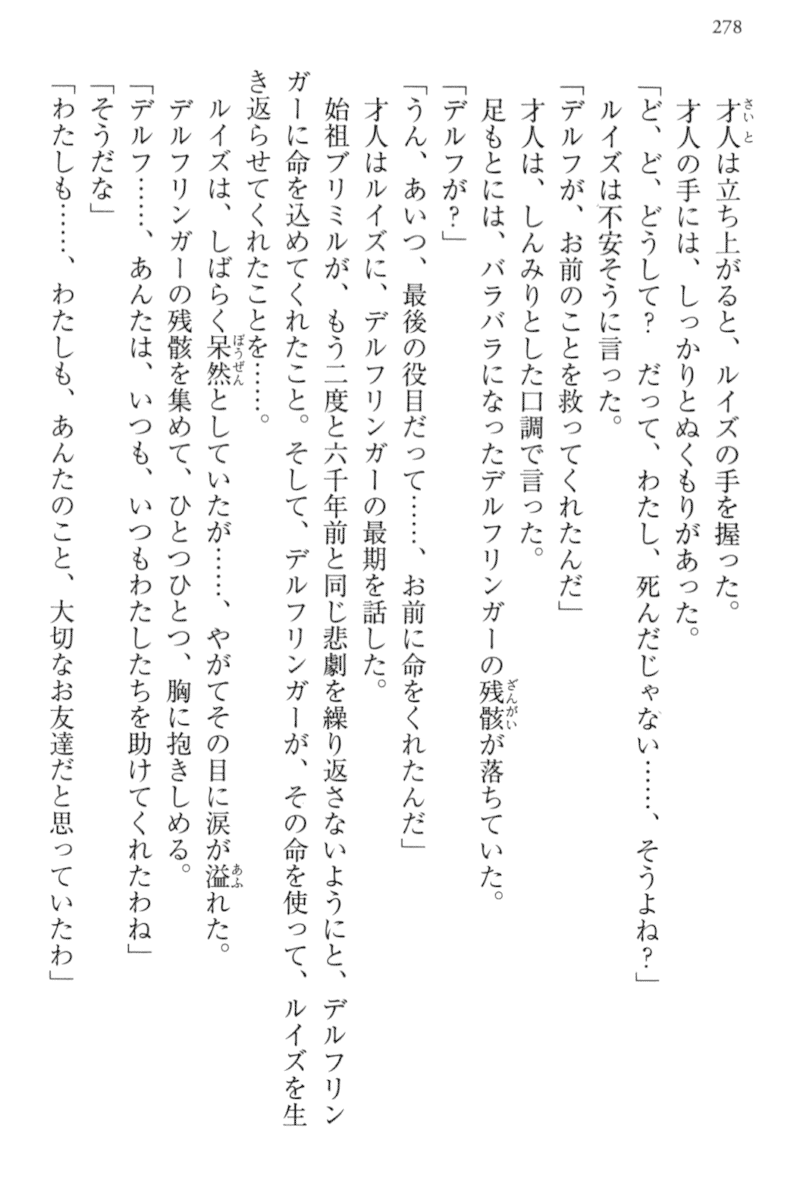 278
才人は立ち上がると、ルイズの手を握った。
才人の手には、しっかりとぬくもりがあった。
「ど、ど、どうして？　だって、わたし、死んだじゃない……、そうよね？」
ルイズは不安そうに言った。
「デルフが、お前のことを救ってくれたんだ」
才人は、しんみりとした口調で言った。
足もとには、バラバラになったデルフリンガーの残骸が落ちていた。
「デルフが？」
「うん、あいつ、最後の役目だって……、お前に命をくれたんだ」
才人はルイズに、デルフリンガーの最期を話した。
始祖ブリミルが、もう二度と六千年前と同じ悲劇を繰り返さないようにと、デルフリン
ガーに命を込めてくれたこと。そして、デルフリンガーが、その命を使って、ルイズを生
き返らせてくれたことを……。
ルイズは、しばらく呆然としていたが……、やがてその目に涙が溢れた。
デルフリンガーの残骸を集めて、ひとつひとつ、胸に抱きしめる。
「デルフ……、あんたは、いつも、いつもわたしたちを助けてくれたわね」
「そうだな」
「わたしも……、わたしも、あんたのこと、大切なお友達だと思っていたわ」